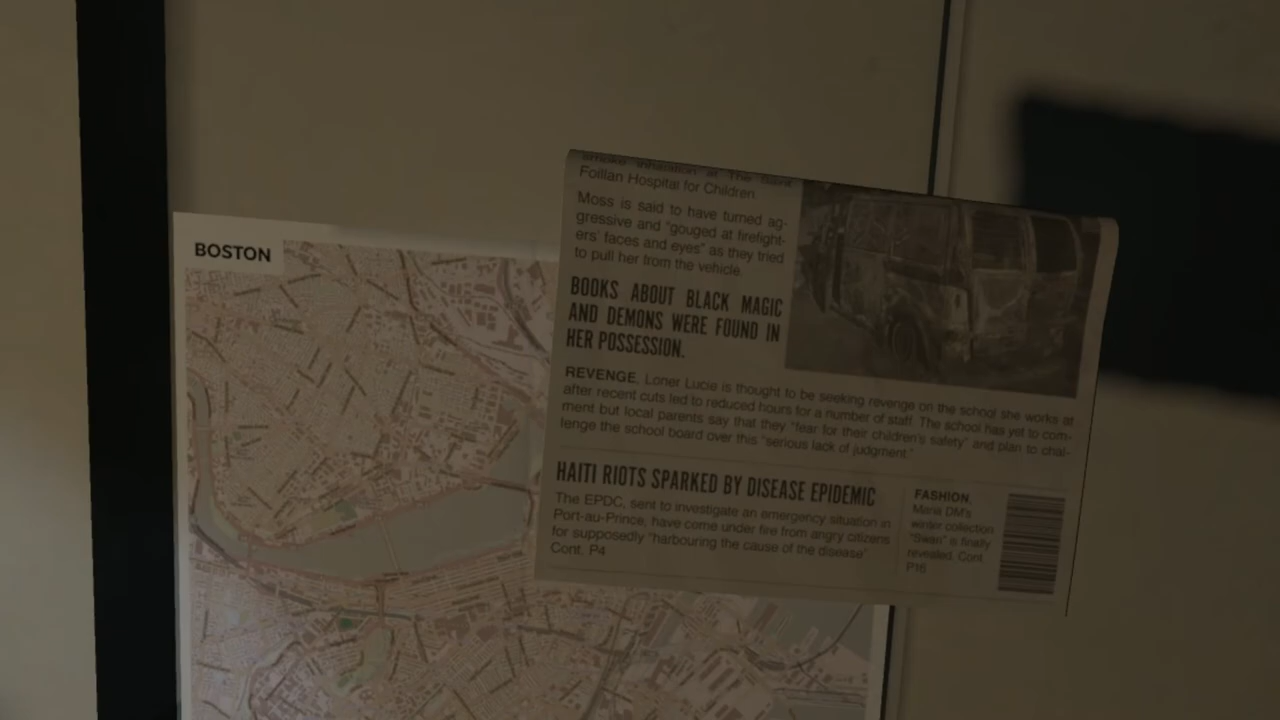 BOSTON
smoke inhalation at The Saint
Foillan Hospital for Children.
Moss is said to have turned ag-
gressive and "gouged at firefight-
ers' faces and eyes" as they tried
to pull her from the vehicle.
BOOKS ABOUT BLACK MAGIC
AND DEMONS WERE FOUND IN
HER POSSESSION.
REVENGE, Loner Lucie is thought to be seeking revenge on the school she works at
after recent cuts led to reduced hours for a number of staff. The school has yet to com-
ment but local parents say that they "fear for their children's safety" and plan to chal-
lenge the school board over this "serious lack of judgment."
HAITI RIOTS SPARKED BY DISEASE EPIDEMIC
The EPDC, sent to investigate an emergency situation in
Port-au-Prince, have come under fire from angry citizens
for supposedly "harbouring the cause of the disease"
Cont. P4
FASHION,
Maria DM's
winter collection
"Swan" is finally
revealed. Cont
P16